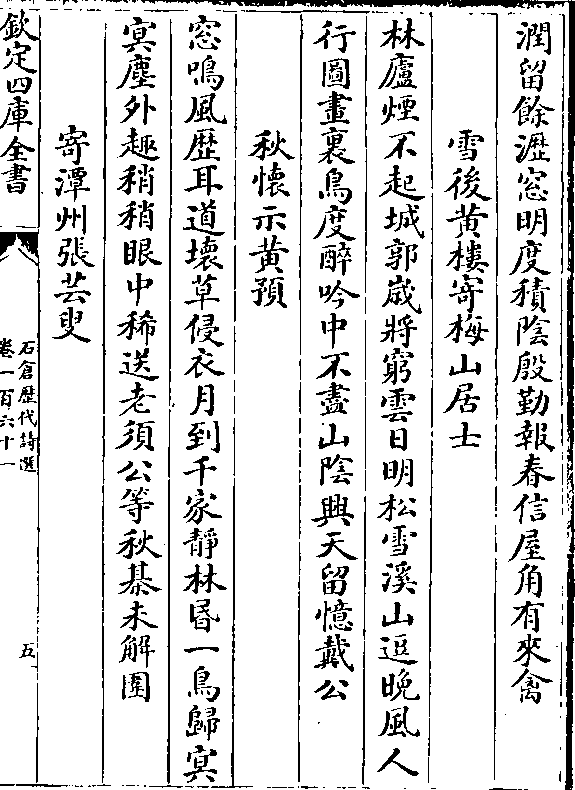 潤留餘瀝窓明度積陰殷勤報春信屋角有來禽
雪後黄樓寄梅山居士
林廬煙不起城郭歲將窮雲日明松雪溪山逗晚風人
行圖畫裏鳥度醉吟中不盡山陰興天留憶戴公
秋懷示黄預
窓鳴風歴耳道壊草侵衣月到千家靜林昬一鳥歸冥
冥塵外趣稍稍眼中稀送老須公等秋棊未解圍
寄潭州張芸叟
欽定四庫全書
石倉歴代詩選
卷一百六十一
五